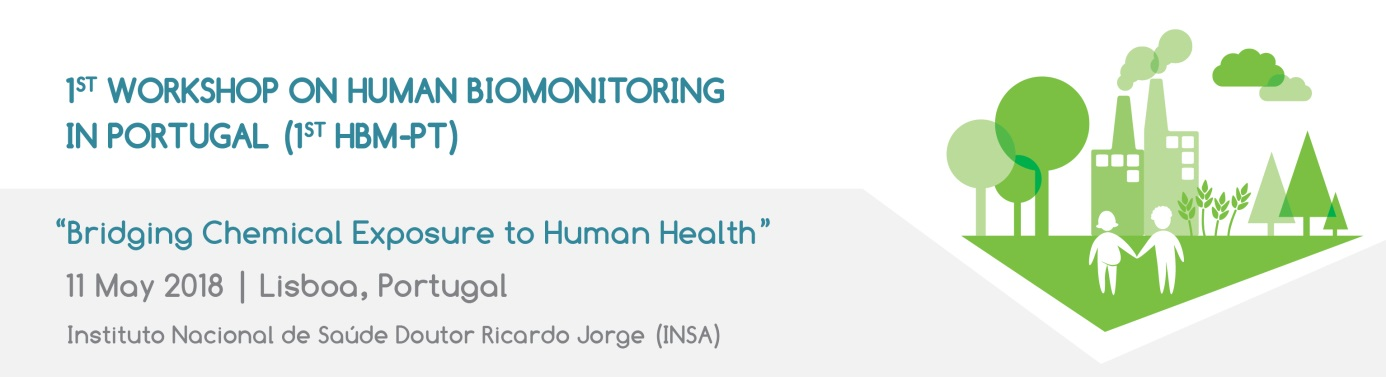 1ST WORKSHOP ON HUMAN BIOMONITORING
IN PORTUGAL (1ST HBM-PT)
“Bridging Chemical Exposure to Human Health”
11 May 2018 | Lisboa, Portugal
Instituto Nacional de Saúde Doutor Ricardo Jorge (INSA)